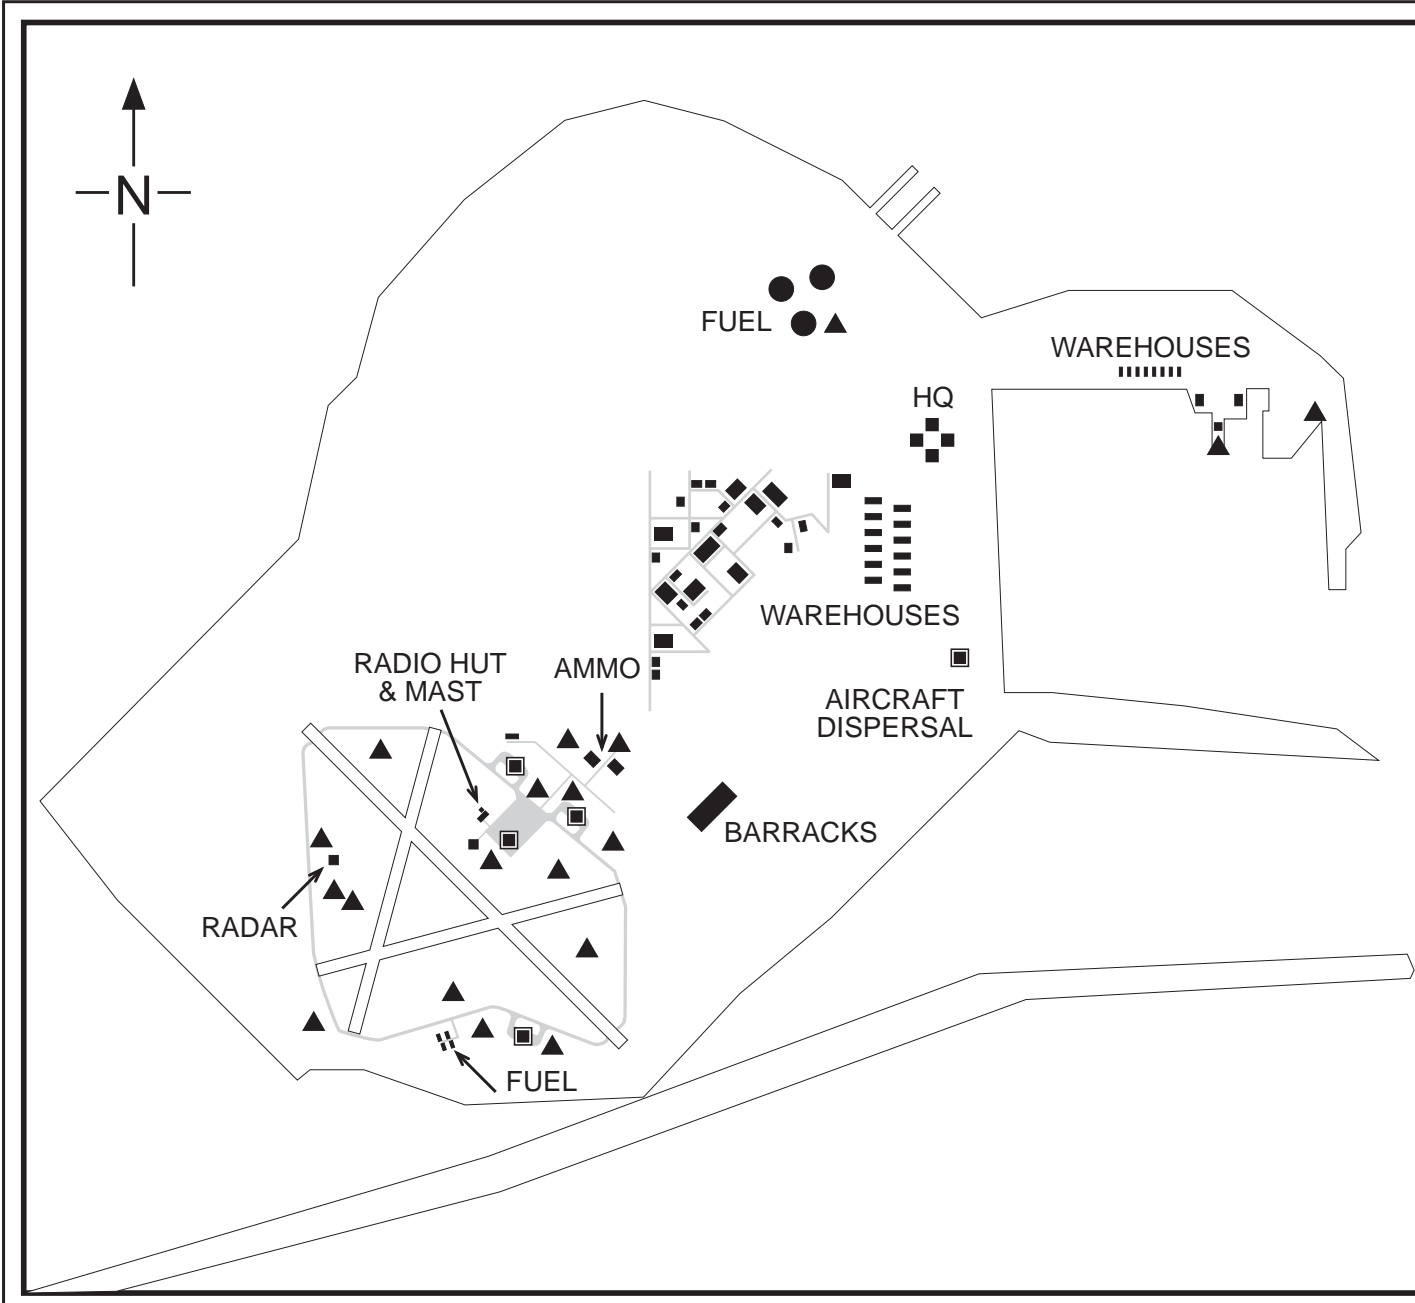 N
FUEL
WAREHOUSES
HQ
WAREHOUSES
RADIO HUT
& MAST
AMMO
AIRCRAFT
DISPERSAL
BARRACKS
RADAR
FUEL